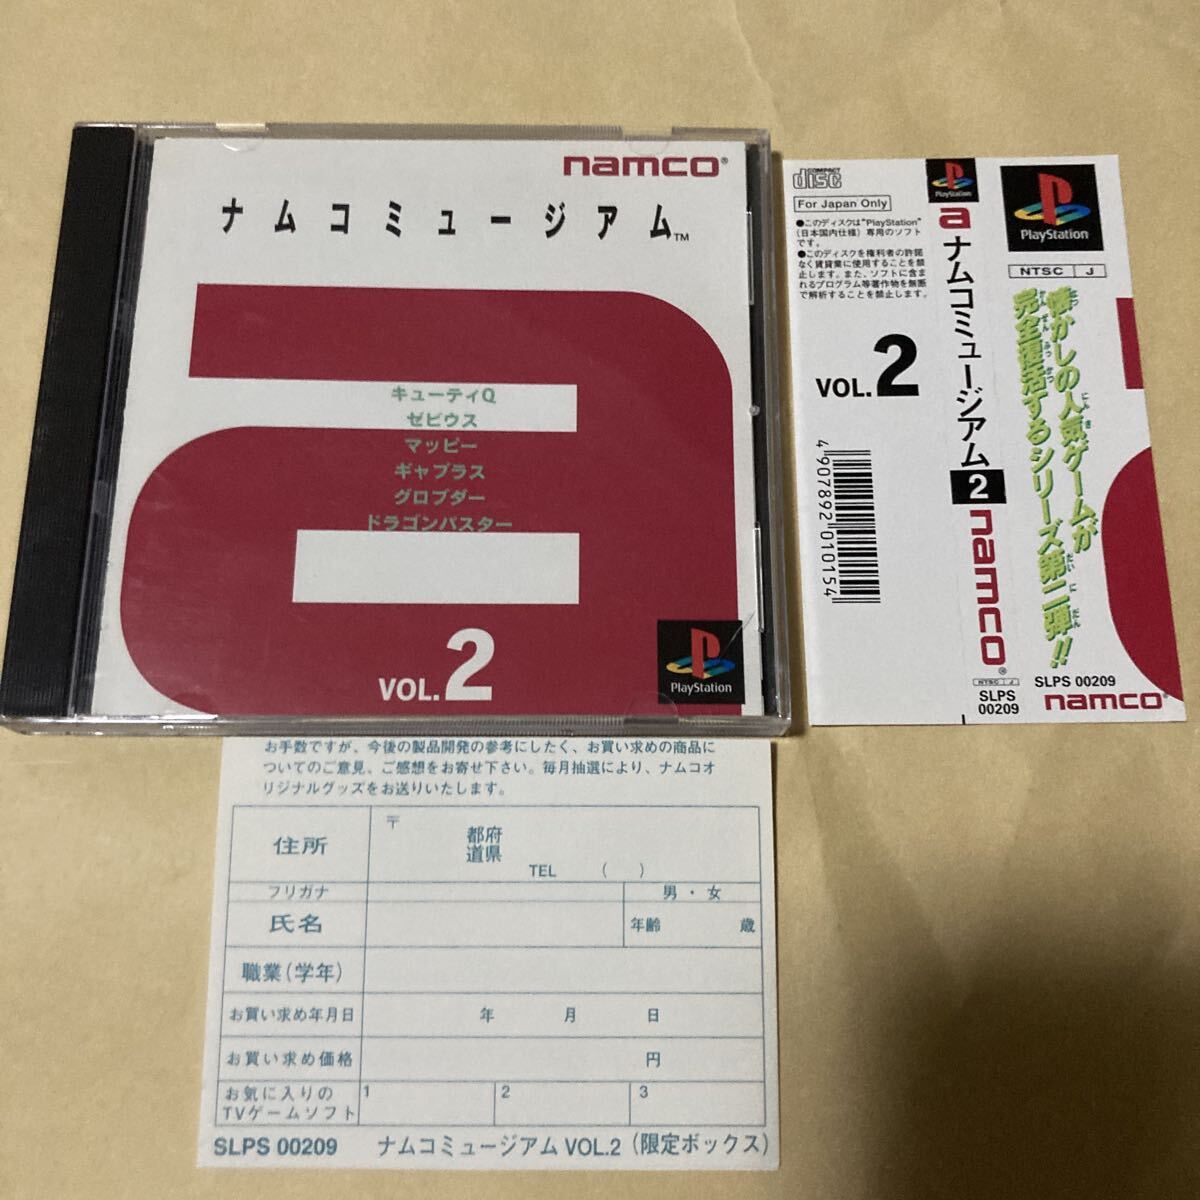 namco®
ナムコミュージアム™
キューティQ
ゼビウス
マッピー
ギャプラス
グロブダー
ドラゴンバスター
VOL.2
PlayStation
COMPACT
disc
For Japan Only
●このディスクは"PlayStation"
(日本国内仕様)専用のソフト
です。
●このディスクを権利者の許諾
なく賃貸業に使用することを禁
止します。また、ソフトに含ま
れるプログラム等著作物を無断
で解析することを禁止します。
VOL.2
4907892010154
PlayStation
a ナムコミュージアム2 namco®
NTSC J
SLPS
00209
PlayStation
NTSC J
懐かしの人気ゲームが
完全復活するシリーズ第二弾!!
SLPS 00209
namco®
お手数ですが、今後の製品開発の参考にしたく、お買い求めの商品に
ついてのご意見、ご感想をお寄せ下さい。毎月抽選により、ナムコオ
リジナルグッズをお送りいたします。
住所 〒 都府
道県
TEL ( )
フリガナ 男・女
氏名 年齢 歳
職業(学年)
お買い求め年月日 年 月 日
お買い求め価格 円
お気に入りの
TVゲームソフト 1 2 3
SLPS 00209 ナムコミュージアム VOL.2 (限定ボックス)